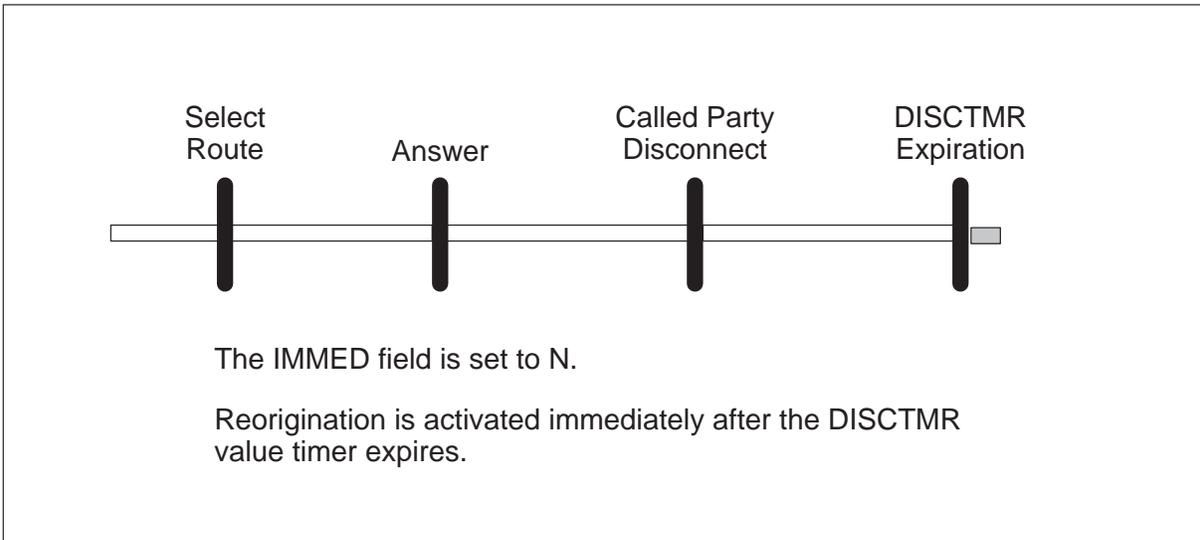 Select
Route
Answer
Called Party
Disconnect
DISCTMR
Expiration
The IMMED field is set to N.
Reorigination is activated immediately after the DISCTMR
value timer expires.